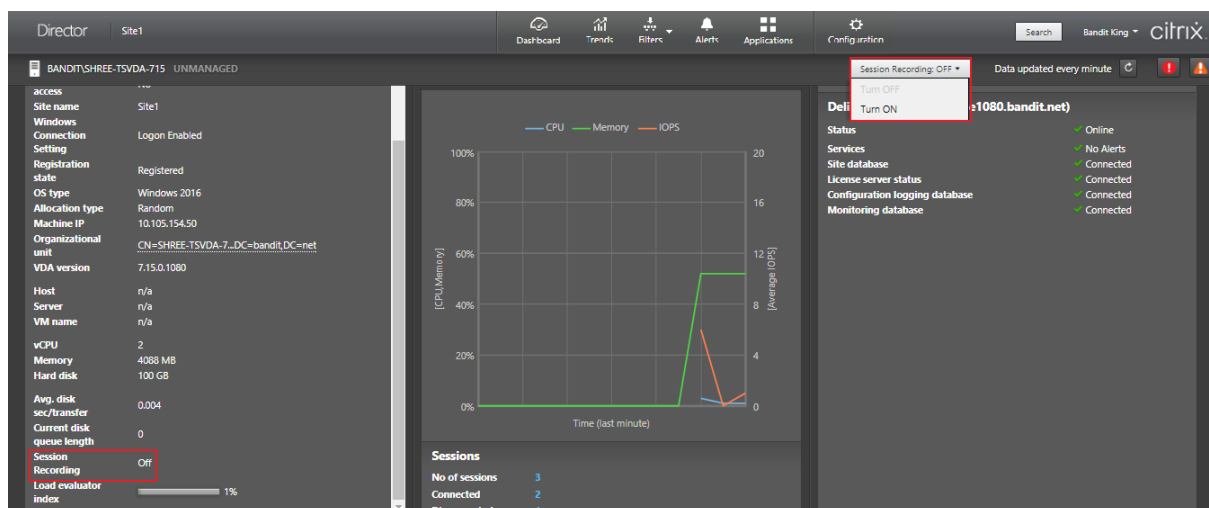 Director Site1
Dashboard Trends Filters Alerts Applications Configuration Search Bandit King citrix
BANDIT\SHREE-TSVDA-715 UNMANAGED
Session Recording: OFF
Data updated every minute
Turn OFF
Turn ON
access No
Site name Site1
Windows
Connection Logon Enabled
Setting
Registration
state Registered
OS type Windows 2016
Allocation type Random
Machine IP 10.105.154.50
Organizational
unit CN=SHREE-TSVDA-7...DC=bandit,DC=net
VDA version 7.15.0.1080
Host n/a
Server n/a
VM name n/a
vCPU 2
Memory 4088 MB
Hard disk 100 GB
Avg. disk
sec/transfer 0.004
Current disk
queue length 0
Session
Recording Off
Load evaluator
index 1%
CPU Memory IOPS
100% 20
80% 16
60% 12
40% 8
20% 4
0% 0
[CPU,Memory]
[Average IOPS]
Time (last minute)
Sessions
No of sessions 3
Connected 2
Deli e1080.bandit.net)
Status Online
Services No Alerts
Site database Connected
License server status Connected
Configuration logging database Connected
Monitoring database Connected